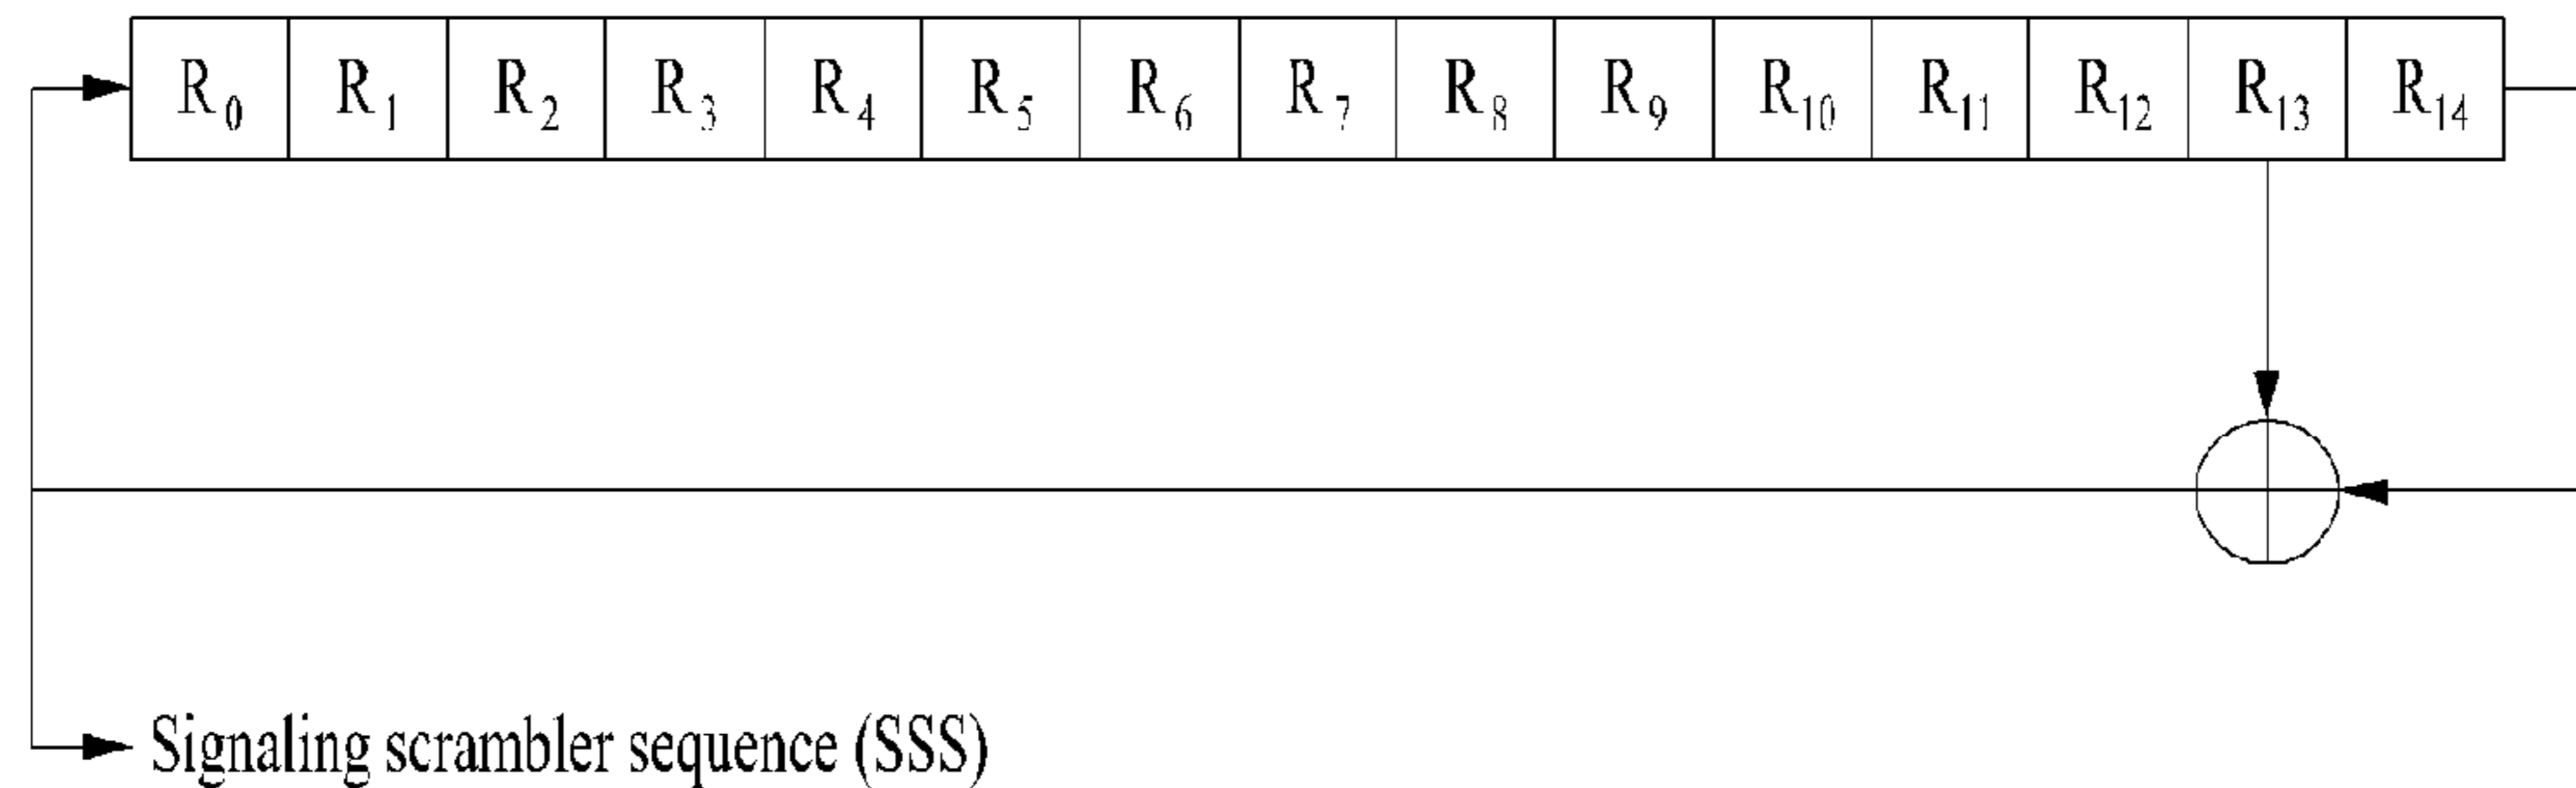 R0 R1 R2 R3 R4 R5 R6 R7 R8 R9 R10 R11 R12 R13 R14
Signaling scrambler sequence (SSS)